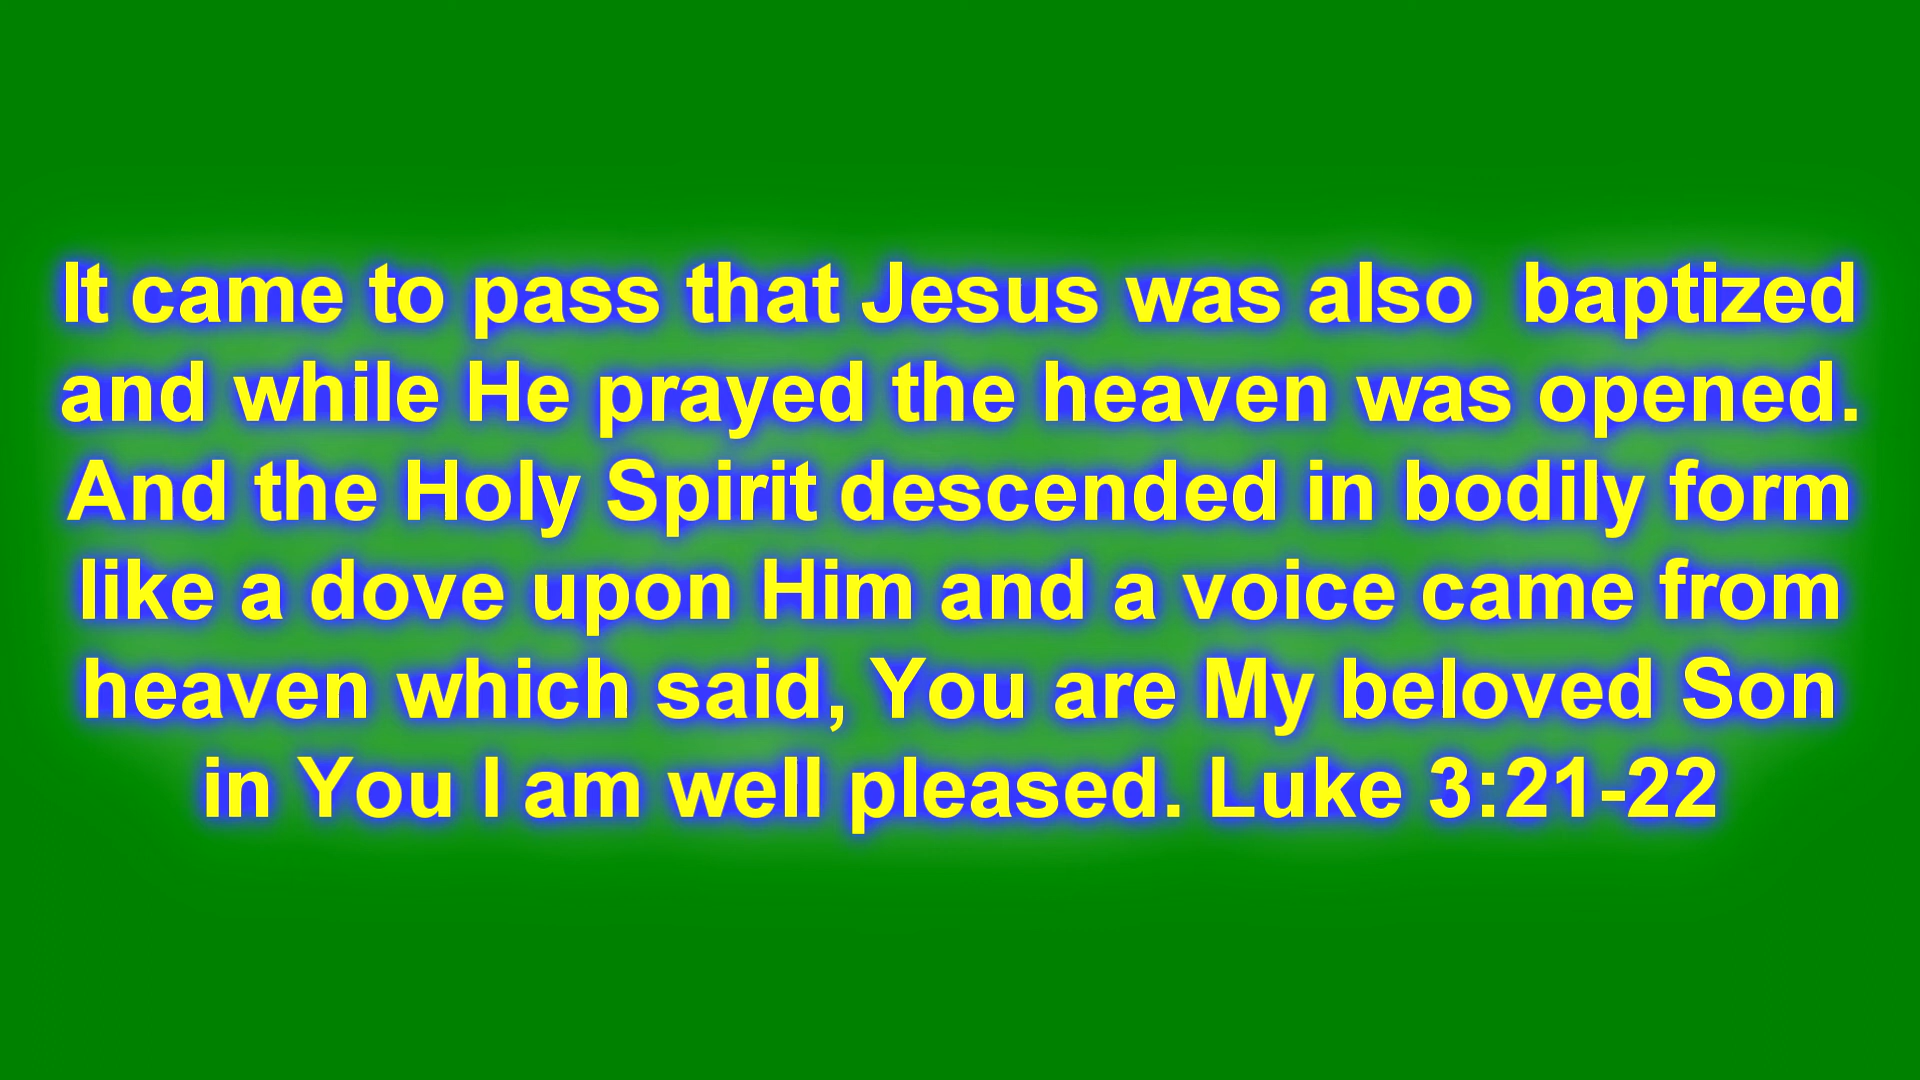 It came to pass that Jesus was also  baptized
and while He prayed the heaven was opened.
And the Holy Spirit descended in bodily form
like a dove upon Him and a voice came from
heaven which said, You are My beloved Son
in You I am well pleased. Luke 3:21-22